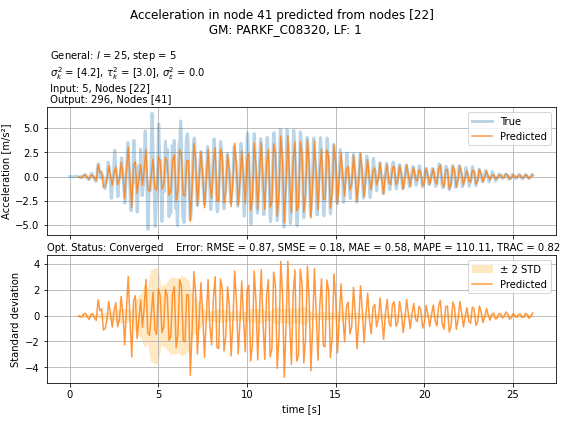 Acceleration in node 41 predicted from nodes [22]
GM: PARKF_C08320, LF: 1
General: l = 25, step = 5
σ²ₖ = [4.2], τ²ₖ = [3.0], σ²ε = 0.0
Input: 5, Nodes [22]
Output: 296, Nodes [41]
Acceleration [m/s²]
5.0
2.5
0.0
−2.5
−5.0
True
Predicted
Opt. Status: Converged Error: RMSE = 0.87, SMSE = 0.18, MAE = 0.58, MAPE = 110.11, TRAC = 0.82
Standard deviation
4
2
0
−2
−4
± 2 STD
Predicted
0 5 10 15 20 25
time [s]